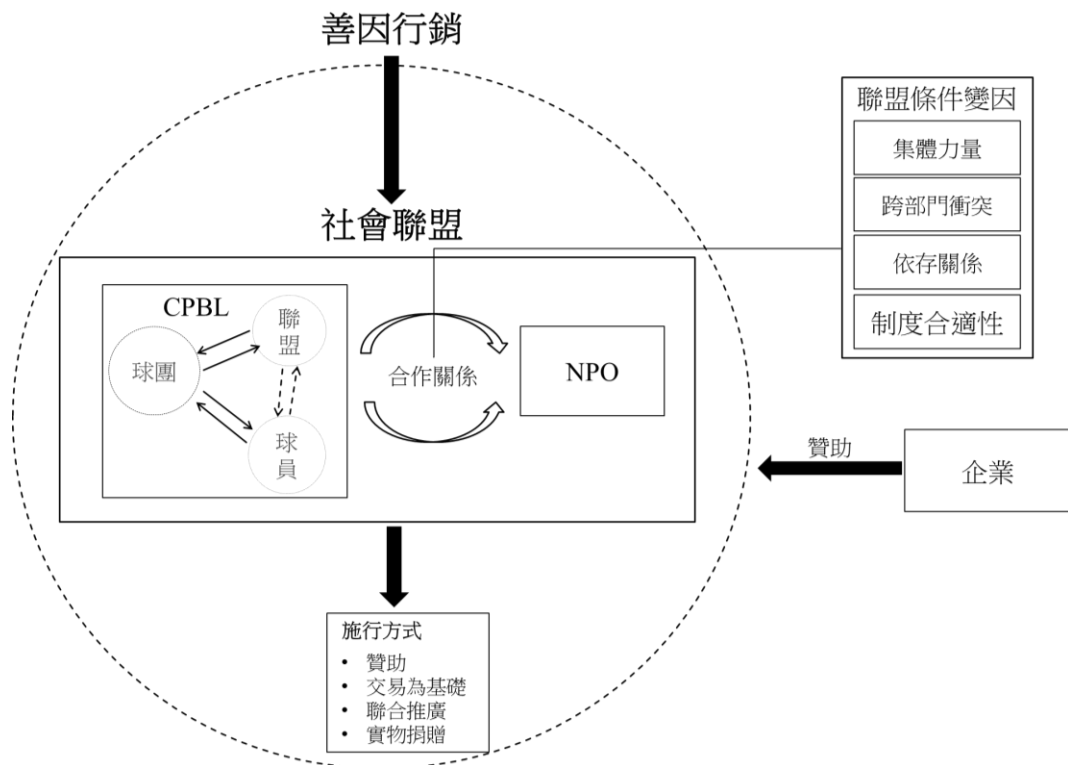 善因行銷
社會聯盟
CPBL
聯
盟
球團
球
員
合作關係
NPO
聯盟條件變因
集體力量
跨部門衝突
依存關係
制度合適性
贊助
企業
施行方式
• 贊助
• 交易為基礎
• 聯合推廣
• 實物捐贈